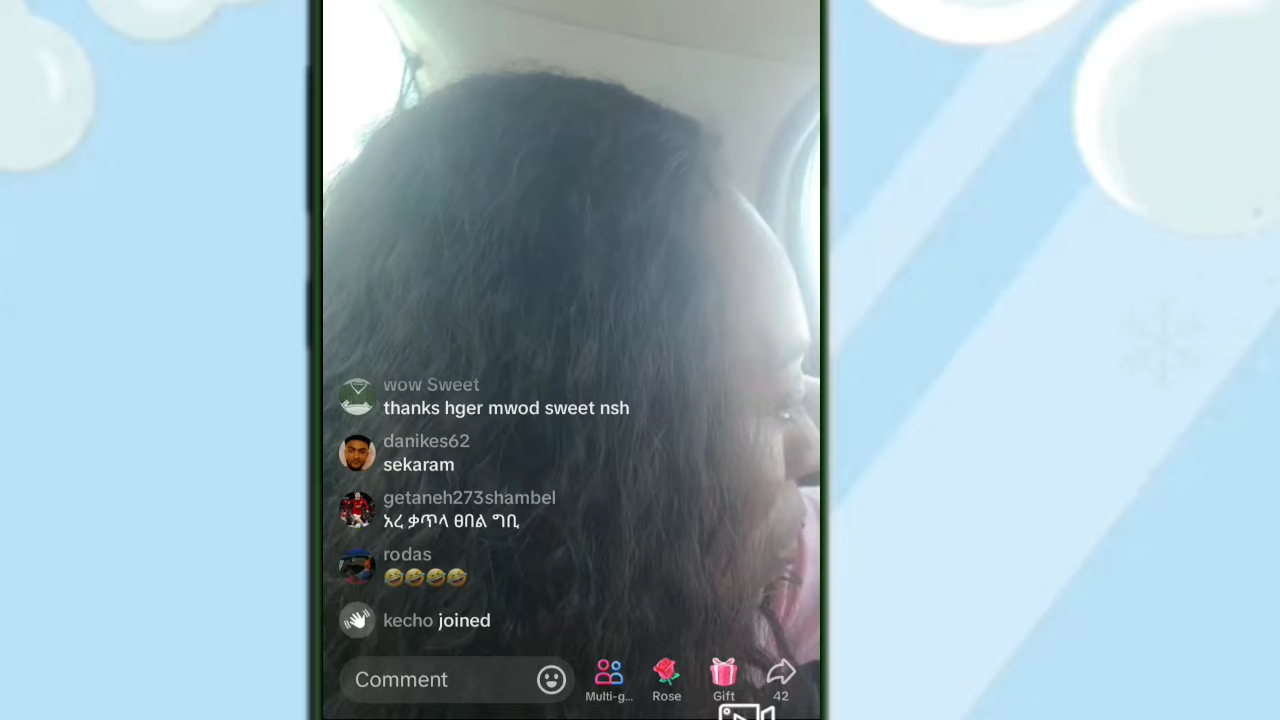 wow Sweet
thanks hger mwod sweet nsh
danikes62
sekaram
getaneh273shambel
አረ ቃጥላ ፀበል ግቢ
rodas
🤣🤣🤣🤣
kecho joined
Comment
Multi-g...
Rose
Gift
42